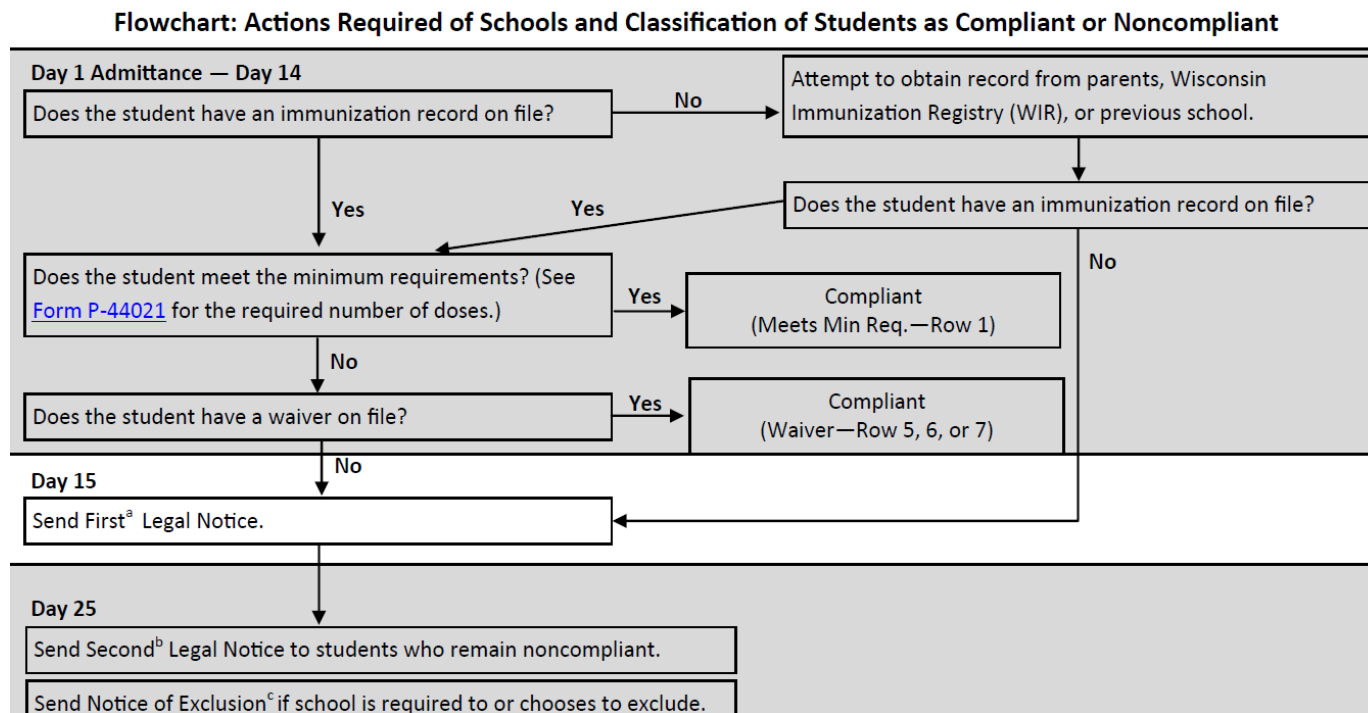 Flowchart: Actions Required of Schools and Classification of Students as Compliant or Noncompliant
Day 1 Admittance — Day 14
Does the student have an immunization record on file?
No
Attempt to obtain record from parents, Wisconsin
Immunization Registry (WIR), or previous school.
Yes
Yes
Does the student have an immunization record on file?
No
Does the student meet the minimum requirements? (See
Form P-44021 for the required number of doses.)
Yes
Compliant
(Meets Min Req.—Row 1)
No
Does the student have a waiver on file?
Yes
Compliant
(Waiver—Row 5, 6, or 7)
No
Day 15
Send Firstᵃ Legal Notice.
Day 25
Send Secondᵇ Legal Notice to students who remain noncompliant.
Send Notice of Exclusionᶜ if school is required to or chooses to exclude.